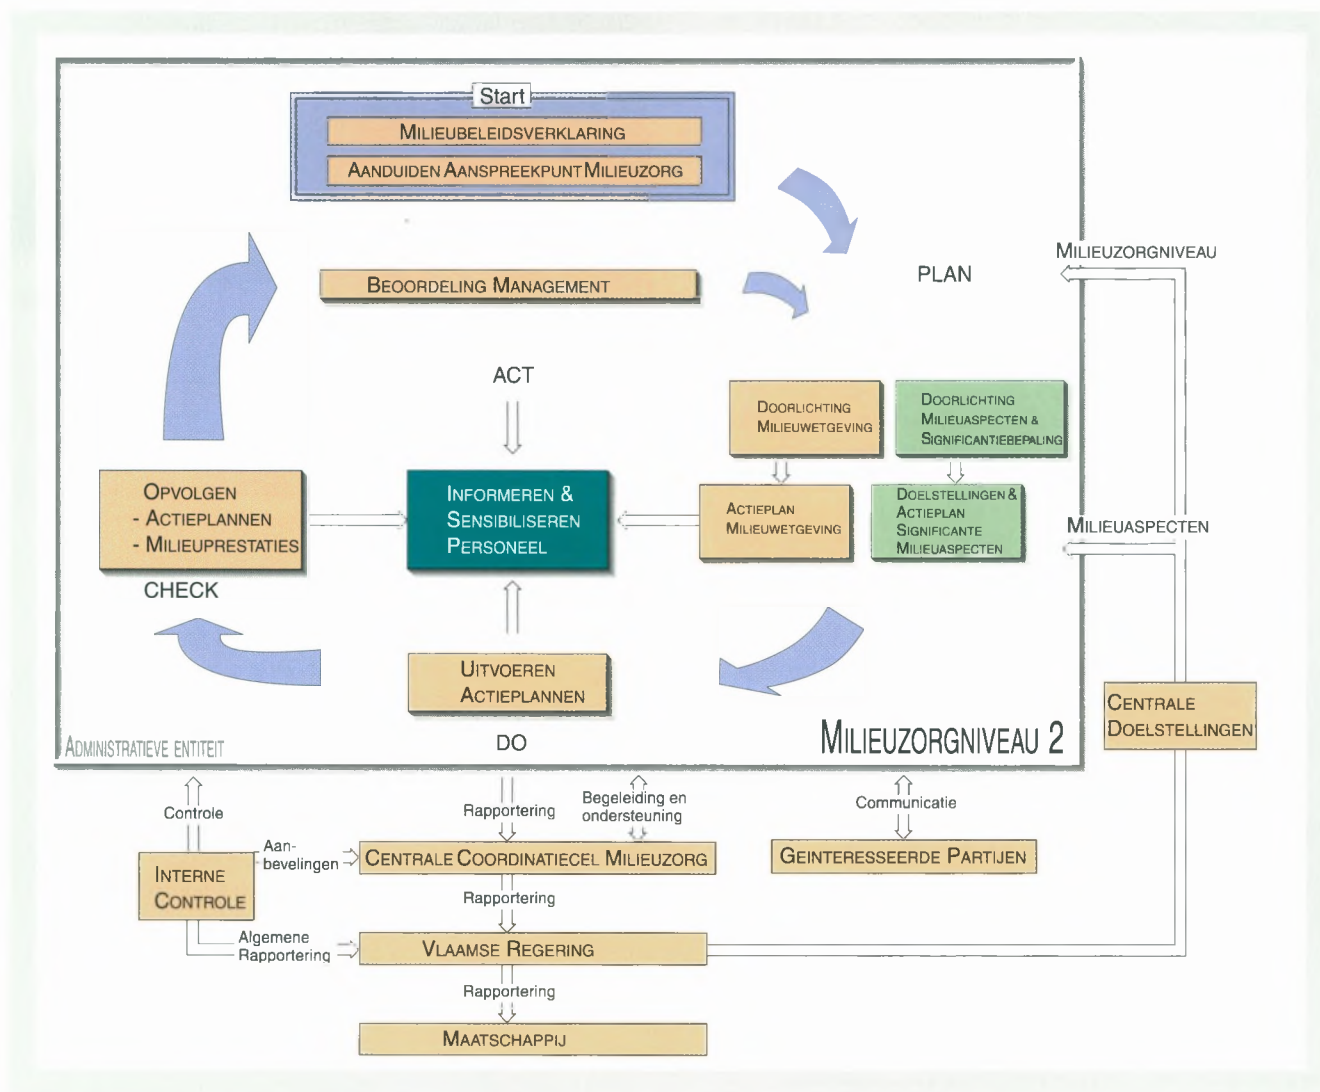 Start
MILIEUBELEIDSVERKLARING
AANDUIDEN AANSPREEKPUNT MILIEUZORG
BEOORDELING MANAGEMENT
PLAN
MILIEUZORGNIVEAU
ACT
DOORLICHTING
MILIEUWETGEVING
DOORLICHTING
MILIEUASPECTEN &
SIGNIFICANTIEBEPALING
OPVOLGEN
- ACTIEPLANNEN
- MILIEUPRESTATIES
CHECK
INFORMEREN &
SENSIBILISEREN
PERSONEEL
ACTIEPLAN
MILIEUWETGEVING
DOELSTELLINGEN &
ACTIEPLAN
SIGNIFICANTE
MILIEUASPECTEN
MILIEUASPECTEN
UITVOEREN
ACTIEPLANNEN
DO
ADMINISTRATIEVE ENTITEIT
MILIEUZORGNIVEAU 2
CENTRALE
DOELSTELLINGEN
Controle
Rapportering
Begeleiding en
ondersteuning
Communicatie
Aan-
bevelingen
INTERNE
CONTROLE
CENTRALE COORDINATIECEL MILIEUZORG
GEINTERESSEERDE PARTIJEN
Rapportering
Algemene
Rapportering
VLAAMSE REGERING
Rapportering
MAATSCHAPPIJ